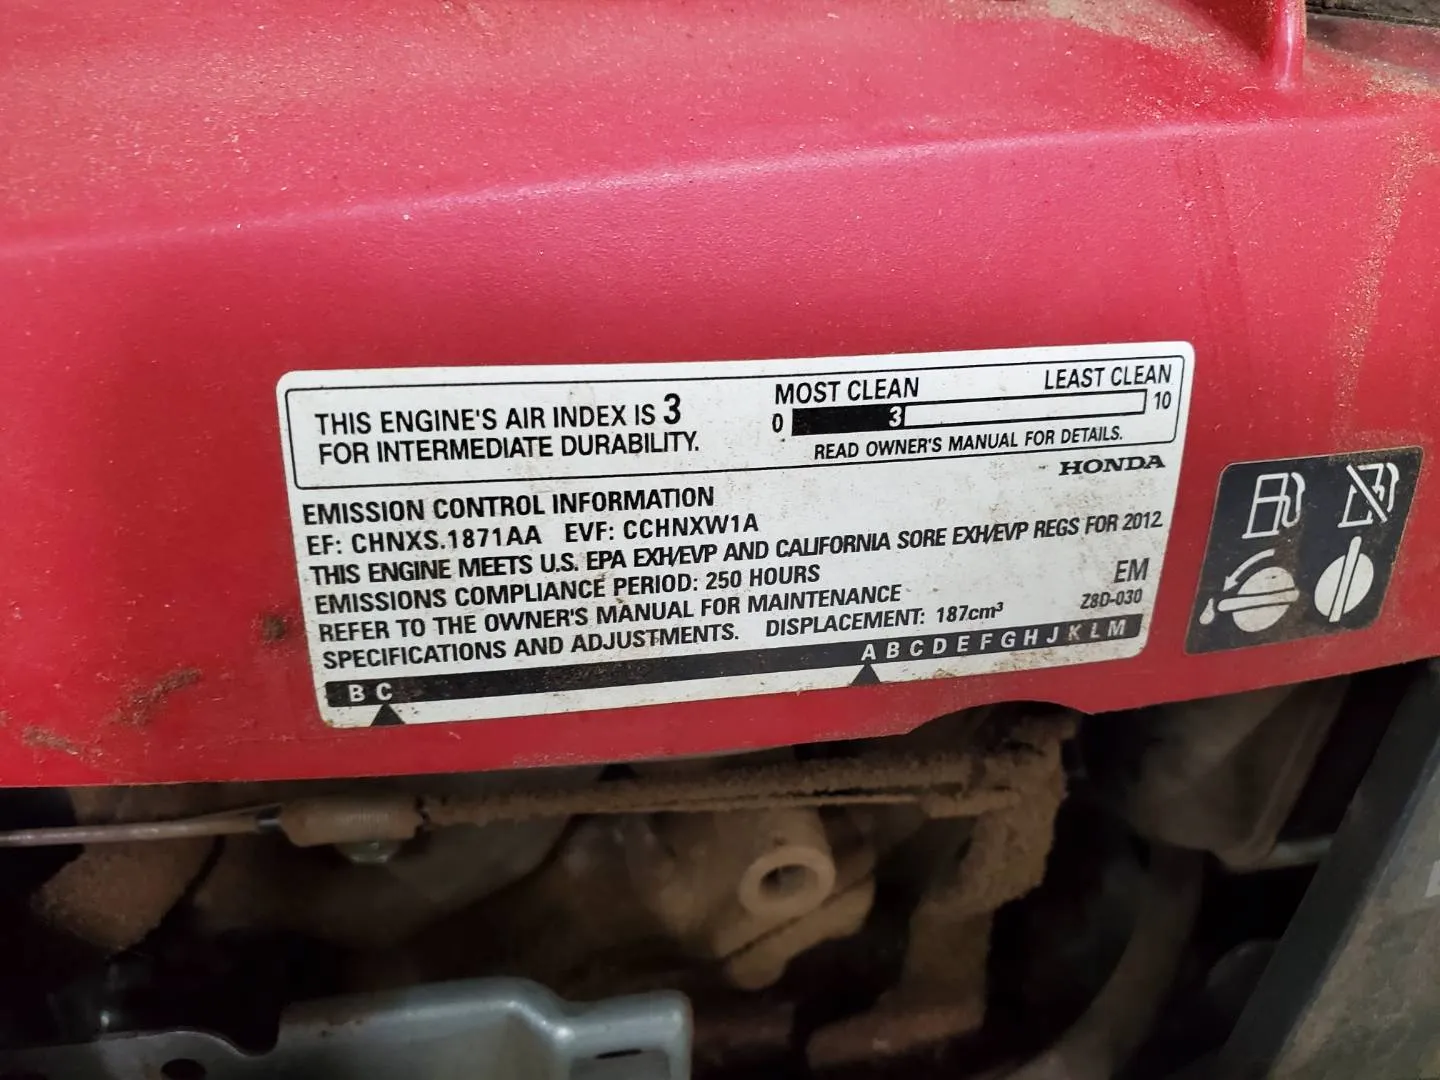 THIS ENGINE'S AIR INDEX IS 3
FOR INTERMEDIATE DURABILITY.
MOST CLEAN LEAST CLEAN
0 3 10
READ OWNER'S MANUAL FOR DETAILS.
HONDA
EMISSION CONTROL INFORMATION
EF: CHNXS.1871AA EVF: CCHNXW1A
THIS ENGINE MEETS U.S. EPA EXH/EVP AND CALIFORNIA SORE EXH/EVP REGS FOR 2012
EMISSIONS COMPLIANCE PERIOD: 250 HOURS
REFER TO THE OWNER'S MANUAL FOR MAINTENANCE
SPECIFICATIONS AND ADJUSTMENTS. DISPLACEMENT: 187cm³
EM
Z8D-030
B C A B C D E F G H J K L M